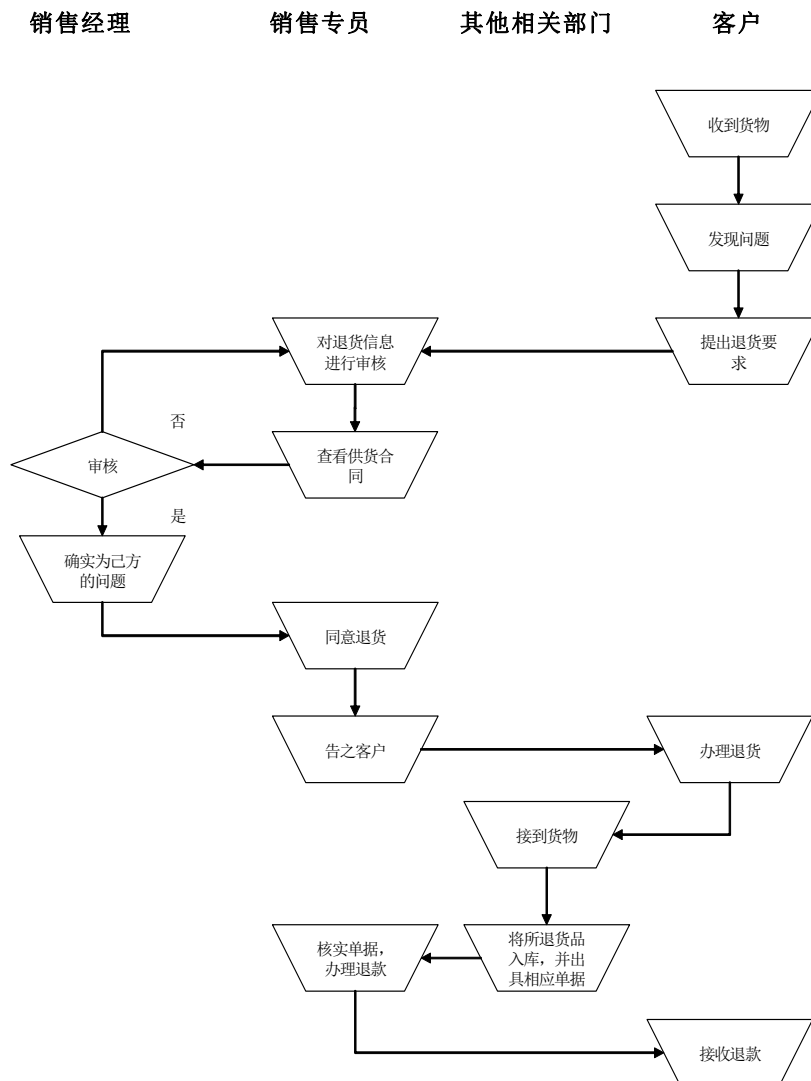 销售经理 销售专员 其他相关部门 客户
收到货物
发现问题
对退货信息
进行审核
提出退货要
求
否
审核
查看供货合
同
是
确实为己方
的问题
同意退货
告之客户
办理退货
接到货物
核实单据，
办理退款
将所退货品
入库，并出
具相应单据
接收退款